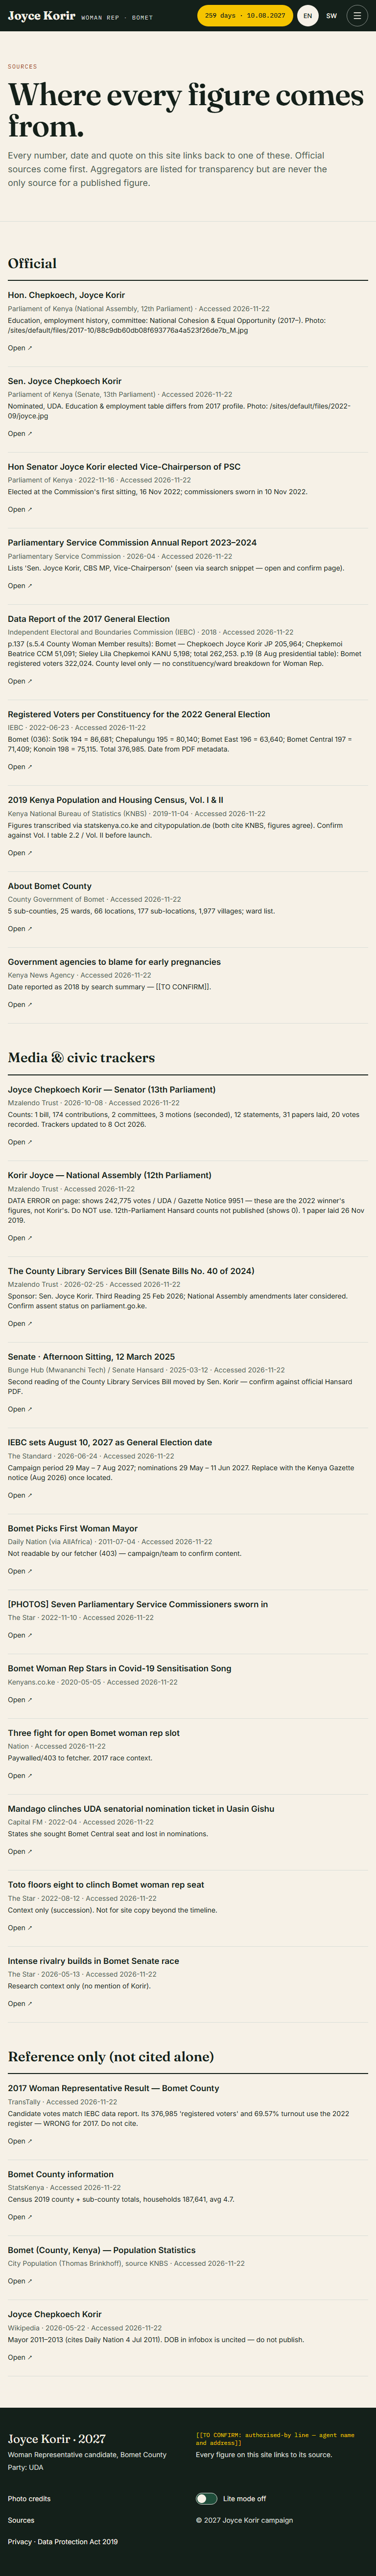 Joyce Korir WOMAN REP · BOMET
259 days · 10.08.2027
EN
SW
SOURCES
Where every figure comes
from.
Every number, date and quote on this site links back to one of these. Official
sources come first. Aggregators are listed for transparency but are never the
only source for a published figure.
Official
Hon. Chepkoech, Joyce Korir
Parliament of Kenya (National Assembly, 12th Parliament) · Accessed 2026-11-22
Education, employment history, committee: National Cohesion & Equal Opportunity (2017–). Photo:
/sites/default/files/2017-10/88c9db60db08f693776a4a523f26de7b_M.jpg
Open ↗
Sen. Joyce Chepkoech Korir
Parliament of Kenya (Senate, 13th Parliament) · Accessed 2026-11-22
Nominated, UDA. Education & employment table differs from 2017 profile. Photo: /sites/default/files/2022-
09/joyce.jpg
Open ↗
Hon Senator Joyce Korir elected Vice-Chairperson of PSC
Parliament of Kenya · 2022-11-16 · Accessed 2026-11-22
Elected at the Commission's first sitting, 16 Nov 2022; commissioners sworn in 10 Nov 2022.
Open ↗
Parliamentary Service Commission Annual Report 2023–2024
Parliamentary Service Commission · 2026-04 · Accessed 2026-11-22
Lists 'Sen. Joyce Korir, CBS MP, Vice-Chairperson' (seen via search snippet — open and confirm page).
Open ↗
Data Report of the 2017 General Election
Independent Electoral and Boundaries Commission (IEBC) · 2018 · Accessed 2026-11-22
p.137 (s.5.4 County Woman Member results): Bomet — Chepkoech Joyce Korir JP 205,964; Chepkemoi
Beatrice CCM 51,091; Sieley Lila Chepkemoi KANU 5,198; total 262,253. p.19 (8 Aug presidential table): Bomet
registered voters 322,024. County level only — no constituency/ward breakdown for Woman Rep.
Open ↗
Registered Voters per Constituency for the 2022 General Election
IEBC · 2022-06-23 · Accessed 2026-11-22
Bomet (036): Sotik 194 = 86,681; Chepalungu 195 = 80,140; Bomet East 196 = 63,640; Bomet Central 197 =
71,409; Konoin 198 = 75,115. Total 376,985. Date from PDF metadata.
Open ↗
2019 Kenya Population and Housing Census, Vol. I & II
Kenya National Bureau of Statistics (KNBS) · 2019-11-04 · Accessed 2026-11-22
Figures transcribed via statskenya.co.ke and citypopulation.de (both cite KNBS, figures agree). Confirm
against Vol. I table 2.2 / Vol. II before launch.
Open ↗
About Bomet County
County Government of Bomet · Accessed 2026-11-22
5 sub-counties, 25 wards, 66 locations, 177 sub-locations, 1,977 villages; ward list.
Open ↗
Government agencies to blame for early pregnancies
Kenya News Agency · Accessed 2026-11-22
Date reported as 2018 by search summary — [[TO CONFIRM]].
Open ↗
Media & civic trackers
Joyce Chepkoech Korir — Senator (13th Parliament)
Mzalendo Trust · 2026-10-08 · Accessed 2026-11-22
Counts: 1 bill, 174 contributions, 2 committees, 3 motions (seconded), 12 statements, 31 papers laid, 20 votes
recorded. Trackers updated to 8 Oct 2026.
Open ↗
Korir Joyce — National Assembly (12th Parliament)
Mzalendo Trust · Accessed 2026-11-22
DATA ERROR on page: shows 242,775 votes / UDA / Gazette Notice 9951 — these are the 2022 winner's
figures, not Korir's. Do NOT use. 12th-Parliament Hansard counts not published (shows 0). 1 paper laid 26 Nov
2019.
Open ↗
The County Library Services Bill (Senate Bills No. 40 of 2024)
Mzalendo Trust · 2026-02-25 · Accessed 2026-11-22
Sponsor: Sen. Joyce Korir. Third Reading 25 Feb 2026; National Assembly amendments later considered.
Confirm assent status on parliament.go.ke.
Open ↗
Senate · Afternoon Sitting, 12 March 2025
Bunge Hub (Mwananchi Tech) / Senate Hansard · 2025-03-12 · Accessed 2026-11-22
Second reading of the County Library Services Bill moved by Sen. Korir — confirm against official Hansard
PDF.
Open ↗
IEBC sets August 10, 2027 as General Election date
The Standard · 2026-06-24 · Accessed 2026-11-22
Campaign period 29 May – 7 Aug 2027; nominations 29 May – 11 Jun 2027. Replace with the Kenya Gazette
notice (Aug 2026) once located.
Open ↗
Bomet Picks First Woman Mayor
Daily Nation (via AllAfrica) · 2011-07-04 · Accessed 2026-11-22
Not readable by our fetcher (403) — campaign/team to confirm content.
Open ↗
[PHOTOS] Seven Parliamentary Service Commissioners sworn in
The Star · 2022-11-10 · Accessed 2026-11-22
Open ↗
Bomet Woman Rep Stars in Covid-19 Sensitisation Song
Kenyans.co.ke · 2020-05-05 · Accessed 2026-11-22
Open ↗
Three fight for open Bomet woman rep slot
Nation · Accessed 2026-11-22
Paywalled/403 to fetcher. 2017 race context.
Open ↗
Mandago clinches UDA senatorial nomination ticket in Uasin Gishu
Capital FM · 2022-04 · Accessed 2026-11-22
States she sought Bomet Central seat and lost in nominations.
Open ↗
Toto floors eight to clinch Bomet woman rep seat
The Star · 2022-08-12 · Accessed 2026-11-22
Context only (succession). Not for site copy beyond the timeline.
Open ↗
Intense rivalry builds in Bomet Senate race
The Star · 2026-05-13 · Accessed 2026-11-22
Research context only (no mention of Korir).
Open ↗
Reference only (not cited alone)
2017 Woman Representative Result — Bomet County
TransTally · Accessed 2026-11-22
Candidate votes match IEBC data report. Its 376,985 'registered voters' and 69.57% turnout use the 2022
register — WRONG for 2017. Do not cite.
Open ↗
Bomet County information
StatsKenya · Accessed 2026-11-22
Census 2019 county + sub-county totals, households 187,641, avg 4.7.
Open ↗
Bomet (County, Kenya) — Population Statistics
City Population (Thomas Brinkhoff), source KNBS · Accessed 2026-11-22
Open ↗
Joyce Chepkoech Korir
Wikipedia · 2026-05-22 · Accessed 2026-11-22
Mayor 2011–2013 (cites Daily Nation 4 Jul 2011). DOB in infobox is uncited — do not publish.
Open ↗
Joyce Korir · 2027
Woman Representative candidate, Bomet County
Party: UDA
[[TO CONFIRM: authorised-by line — agent name
and address]]
Every figure on this site links to its source.
Photo credits
Sources
Privacy · Data Protection Act 2019
Lite mode off
© 2027 Joyce Korir campaign